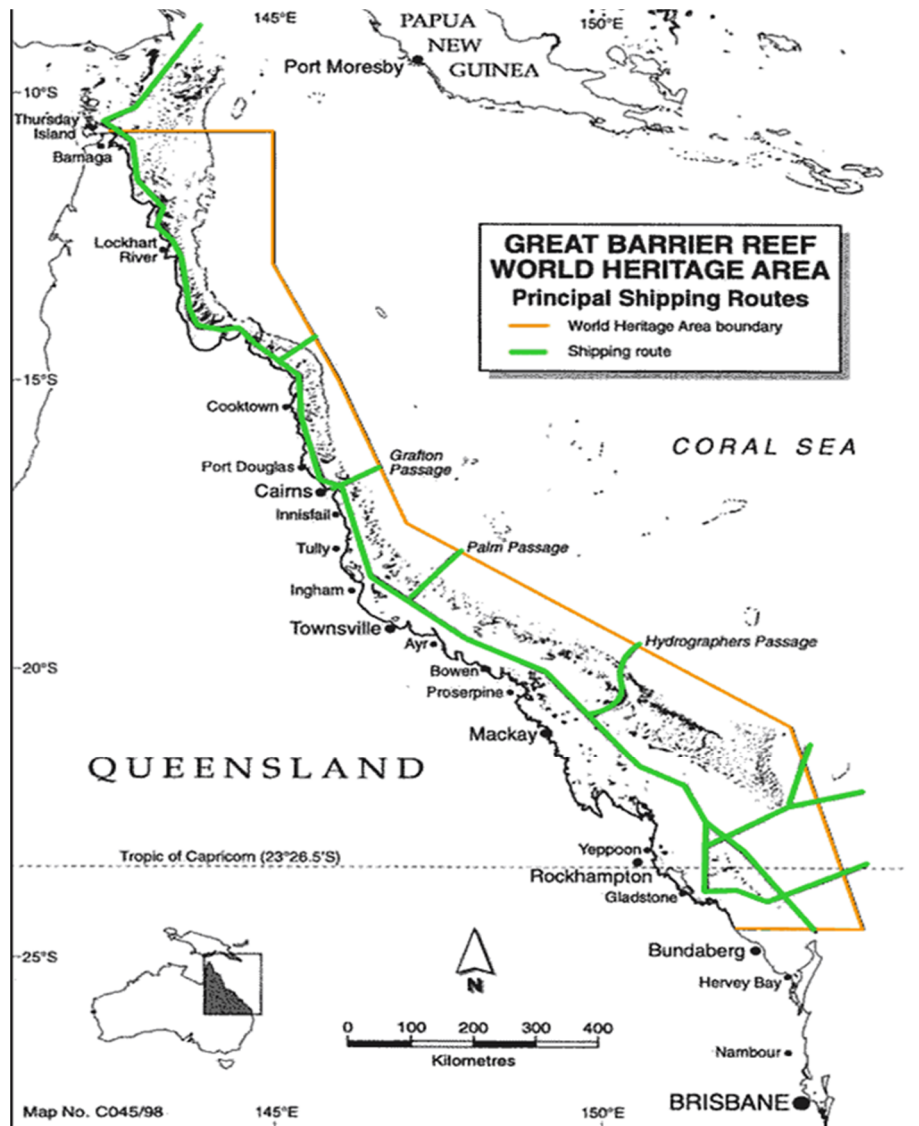 145°E
150°E
PAPUA
NEW
GUINEA
Port Moresby
10°S
Thursday
Island
Bamaga
Lockhart
River
GREAT BARRIER REEF
WORLD HERITAGE AREA
Principal Shipping Routes
World Heritage Area boundary
Shipping route
15°S
Cooktown
CORAL SEA
Grafton
Passage
Port Douglas
Cairns
Innisfail
Tully
Palm Passage
Ingham
Townsville
Ayr
Hydrographers Passage
20°S
Bowen
Proserpine
Mackay
QUEENSLAND
Yeppoon
Tropic of Capricorn (23°26.5'S)
Rockhampton
Gladstone
25°S
Bundaberg
Hervey Bay
N
0 100 200 300 400
Kilometres
Nambour
BRISBANE
Map No. C045/98
145°E
150°E